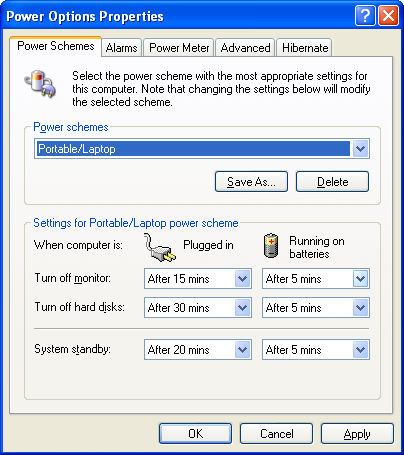 Power Options Properties
Power Schemes Alarms Power Meter Advanced Hibernate
Select the power scheme with the most appropriate settings for
this computer. Note that changing the settings below will modify
the selected scheme.
Power schemes
Portable/Laptop
Save As... Delete
Settings for Portable/Laptop power scheme
When computer is: Plugged in Running on
batteries
Turn off monitor: After 15 mins After 5 mins
Turn off hard disks: After 30 mins After 5 mins
System standby: After 20 mins After 5 mins
OK Cancel Apply